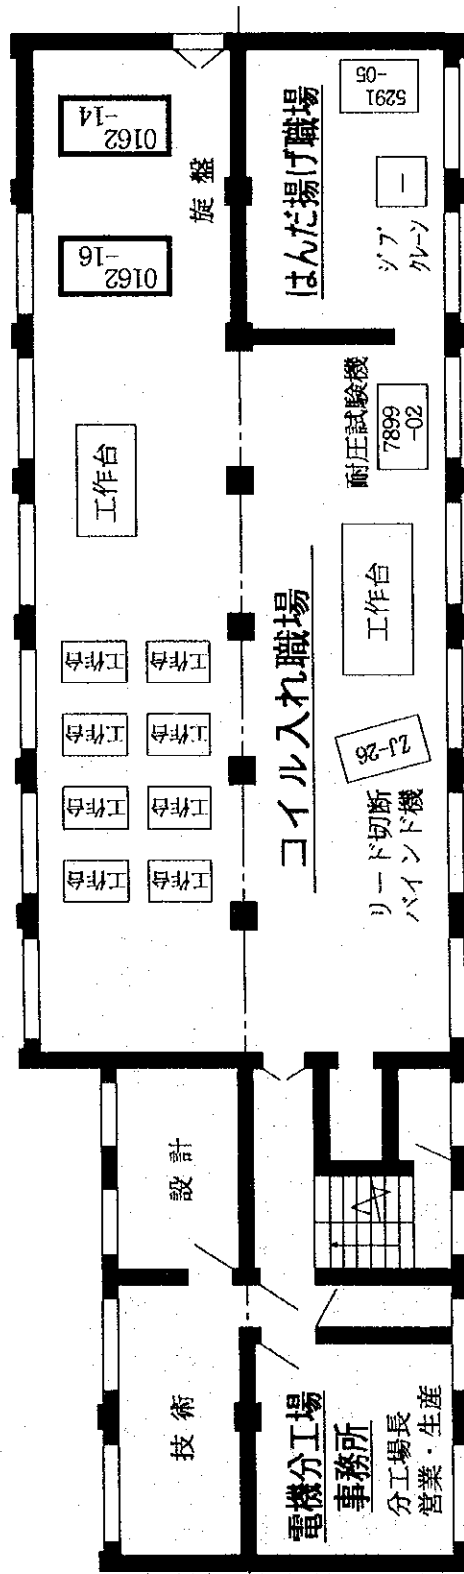 技術
設計
電機分工場
事務所
分工場長
営業・生産
工作台
工作台
工作台
工作台
工作台
工作台
工作台
工作台
工作台
0162
-16
0162
-14
旋盤
コイル入れ職場
リード切断
バインド機
ZJ-26
工作台
耐圧試験機
7899
-02
はんだ揚げ職場
ジブ
クレーン
5291
-05